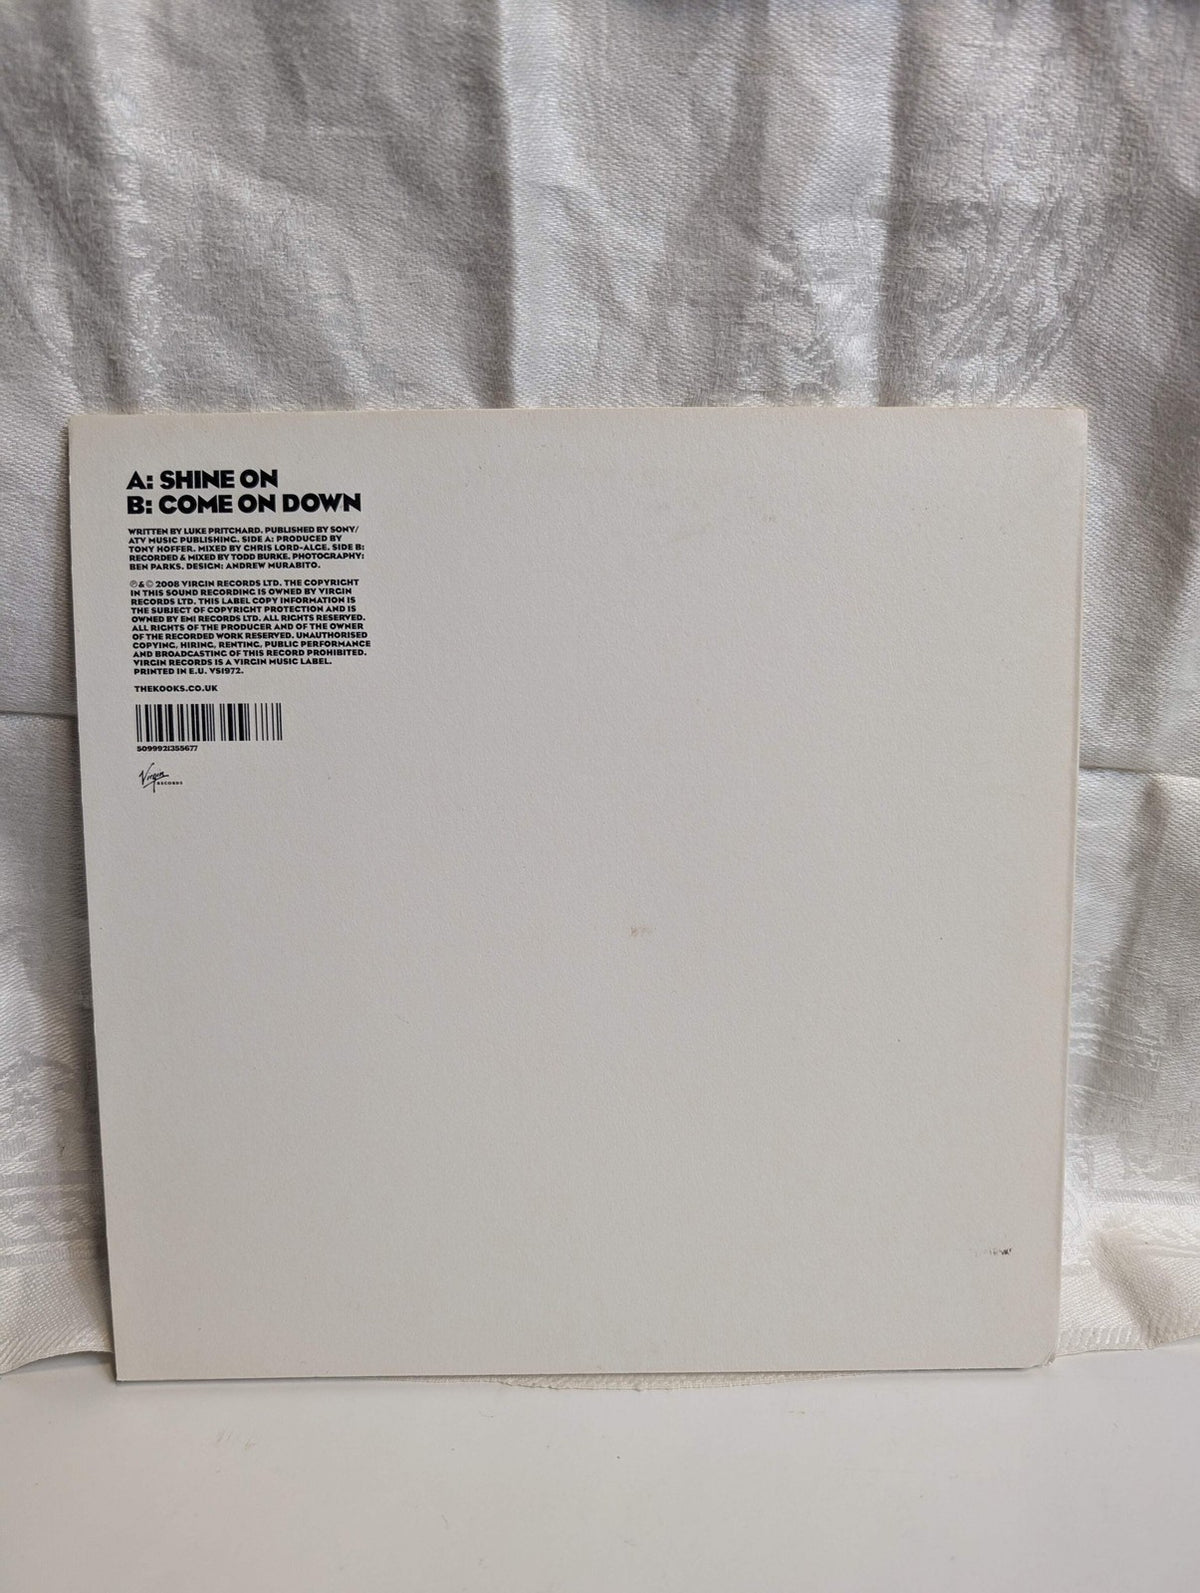 A: SHINE ON
B: COME ON DOWN
WRITTEN BY LUKE PRITCHARD. PUBLISHED BY SONY/
ATV MUSIC PUBLISHING. SIDE A: PRODUCED BY
TONY HOFFER. MIXED BY CHRIS LORD-ALGE. SIDE B:
RECORDED & MIXED BY TODD BURKE. PHOTOGRAPHY:
BEN PARKS. DESIGN: ANDREW MURABITO.
℗&© 2008 VIRGIN RECORDS LTD. THE COPYRIGHT
IN THIS SOUND RECORDING IS OWNED BY VIRGIN
RECORDS LTD. THIS LABEL COPY INFORMATION IS
THE SUBJECT OF COPYRIGHT PROTECTION AND IS
OWNED BY EMI RECORDS LTD. ALL RIGHTS RESERVED.
ALL RIGHTS OF THE PRODUCER AND OF THE OWNER
OF THE RECORDED WORK RESERVED. UNAUTHORISED
COPYING, HIRING, RENTING, PUBLIC PERFORMANCE
AND BROADCASTING OF THIS RECORD PROHIBITED.
VIRGIN RECORDS IS A VIRGIN MUSIC LABEL.
PRINTED IN E.U. VS1972.
THEKOOKS.CO.UK
5099921355677
Virgin
RECORDS